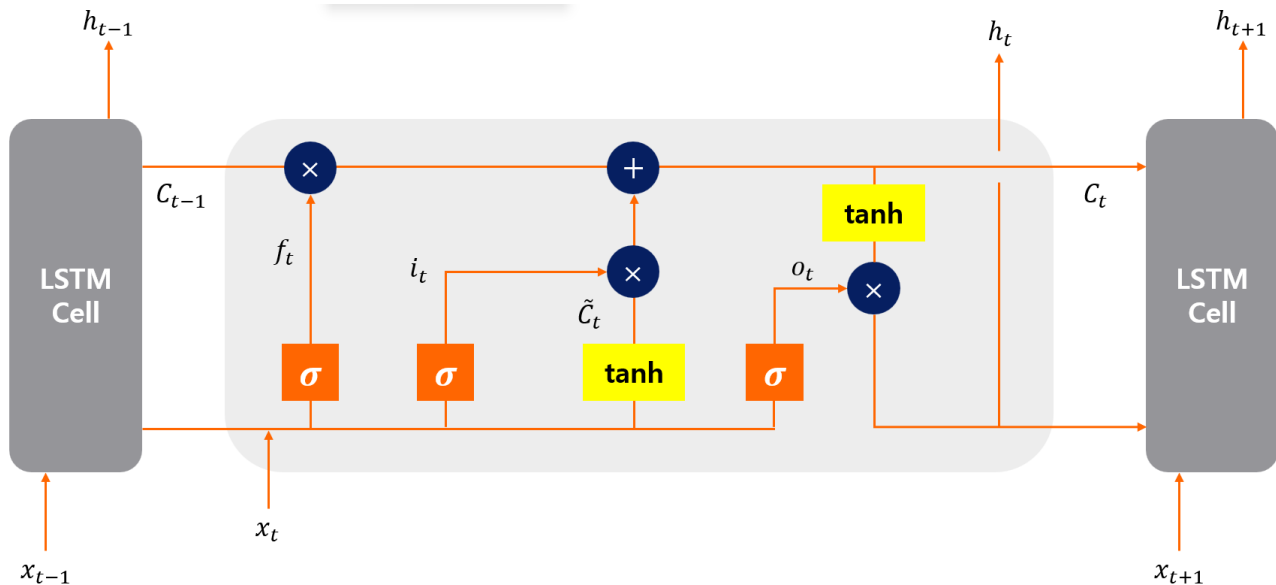 h_{t−1}
h_t
h_{t+1}
×
+
C_{t−1}
C_t
tanh
f_t
i_t
×
o_t
×
LSTM
Cell
LSTM
Cell
C̃_t
σ
σ
tanh
σ
x_t
x_{t−1}
x_{t+1}